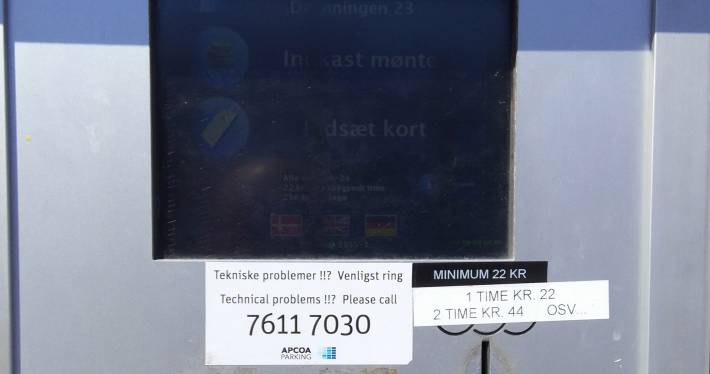 Indkast mønte
Indsæt kort
Tekniske problemer !!?  Venligst ring
Technical problems !!?  Please call
7611 7030
APCOA
PARKING
MINIMUM 22 KR
1 TIME KR. 22
2 TIME KR. 44   OSV...